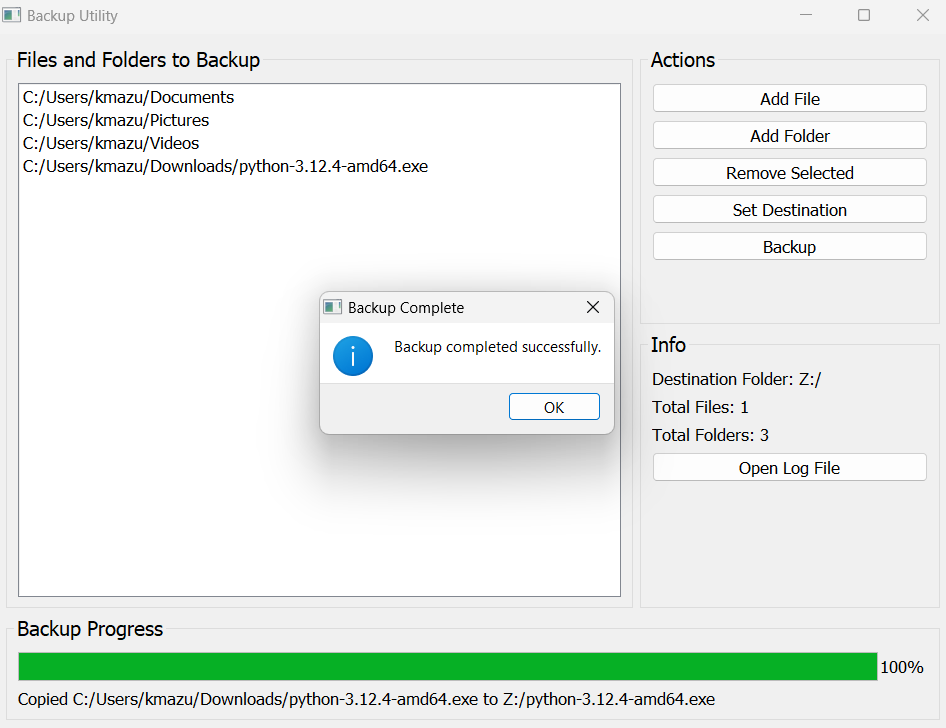 Backup Utility
Files and Folders to Backup
C:/Users/kmazu/Documents
C:/Users/kmazu/Pictures
C:/Users/kmazu/Videos
C:/Users/kmazu/Downloads/python-3.12.4-amd64.exe
Actions
Add File
Add Folder
Remove Selected
Set Destination
Backup
Backup Complete
Backup completed successfully.
OK
Info
Destination Folder: Z:/
Total Files: 1
Total Folders: 3
Open Log File
Backup Progress
100%
Copied C:/Users/kmazu/Downloads/python-3.12.4-amd64.exe to Z:/python-3.12.4-amd64.exe